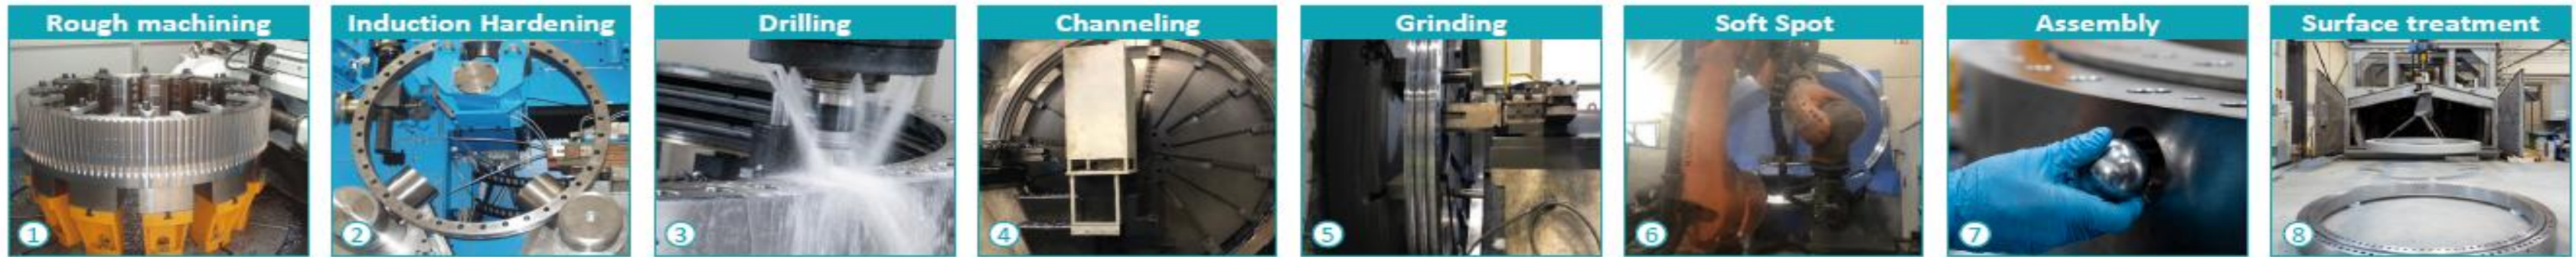 Rough machining
Induction Hardening
Drilling
Channeling
Grinding
Soft Spot
Assembly
Surface treatment
1
2
3
4
5
6
7
8